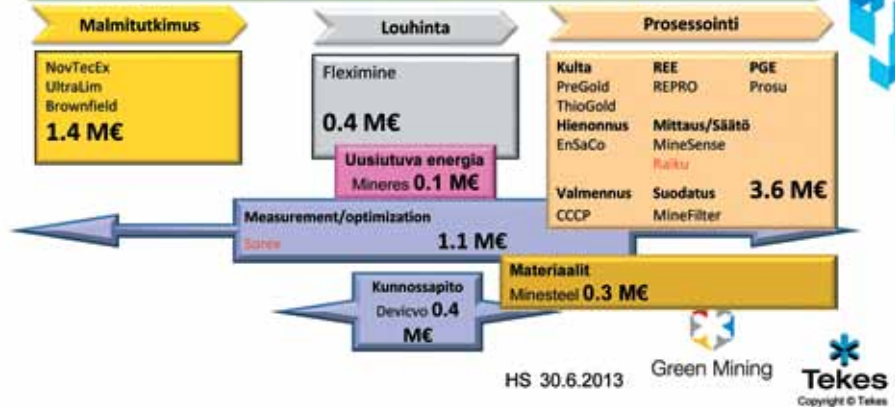 Malmitutkimus
Louhinta
Prosessointi
NovTecEx
UltraLim
Brownfield
1.4 M€
Fleximine
0.4 M€
Kulta REE PGE
PreGold REPRO Prosu
ThioGold
Hienonnus Mittaus/Säätö
EnSaCo MineSense
Raiku
Valmennus Suodatus 3.6 M€
CCCP MineFilter
Uusiutuva energia
Mineres 0.1 M€
Measurement/optimization
Soree 1.1 M€
Materiaalit
Minesteel 0.3 M€
Kunnossapito
Devicvo 0.4
M€
HS 30.6.2013
Green Mining
Tekes
Copyright © Tekes